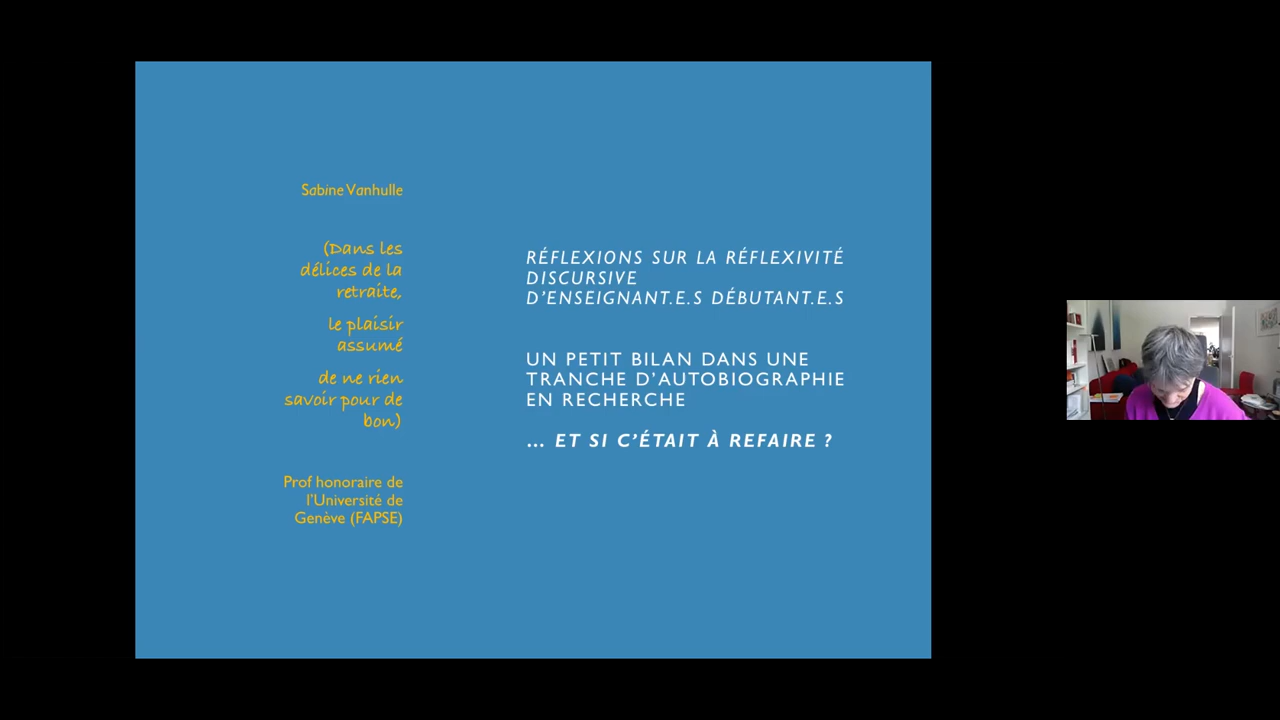 Sabine Vanhulle
(Dans les
délices de la
retraite,
le plaisir
assumé
de ne rien
savoir pour de
bon)
Prof honoraire de
l'Université de
Genève (FAPSE)
RÉFLEXIONS SUR LA RÉFLEXIVITÉ
DISCURSIVE
D'ENSEIGNANT.E.S DÉBUTANT.E.S
UN PETIT BILAN DANS UNE
TRANCHE D'AUTOBIOGRAPHIE
EN RECHERCHE
... ET SI C'ÉTAIT À REFAIRE ?